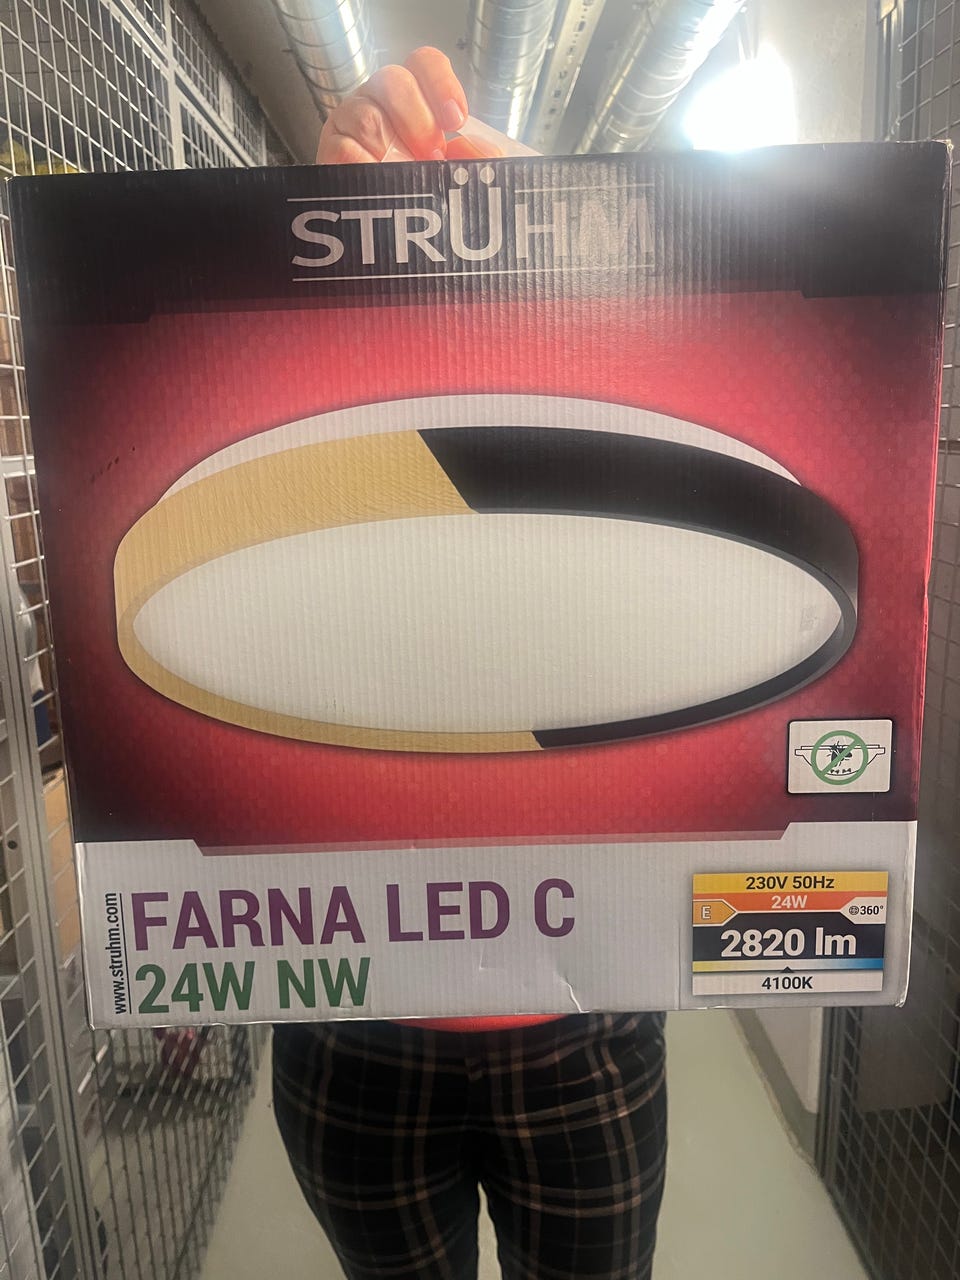 STRÜHM
www.struhm.com
FARNA LED C
24W NW
230V 50Hz
24W
E
360°
2820 lm
4100K